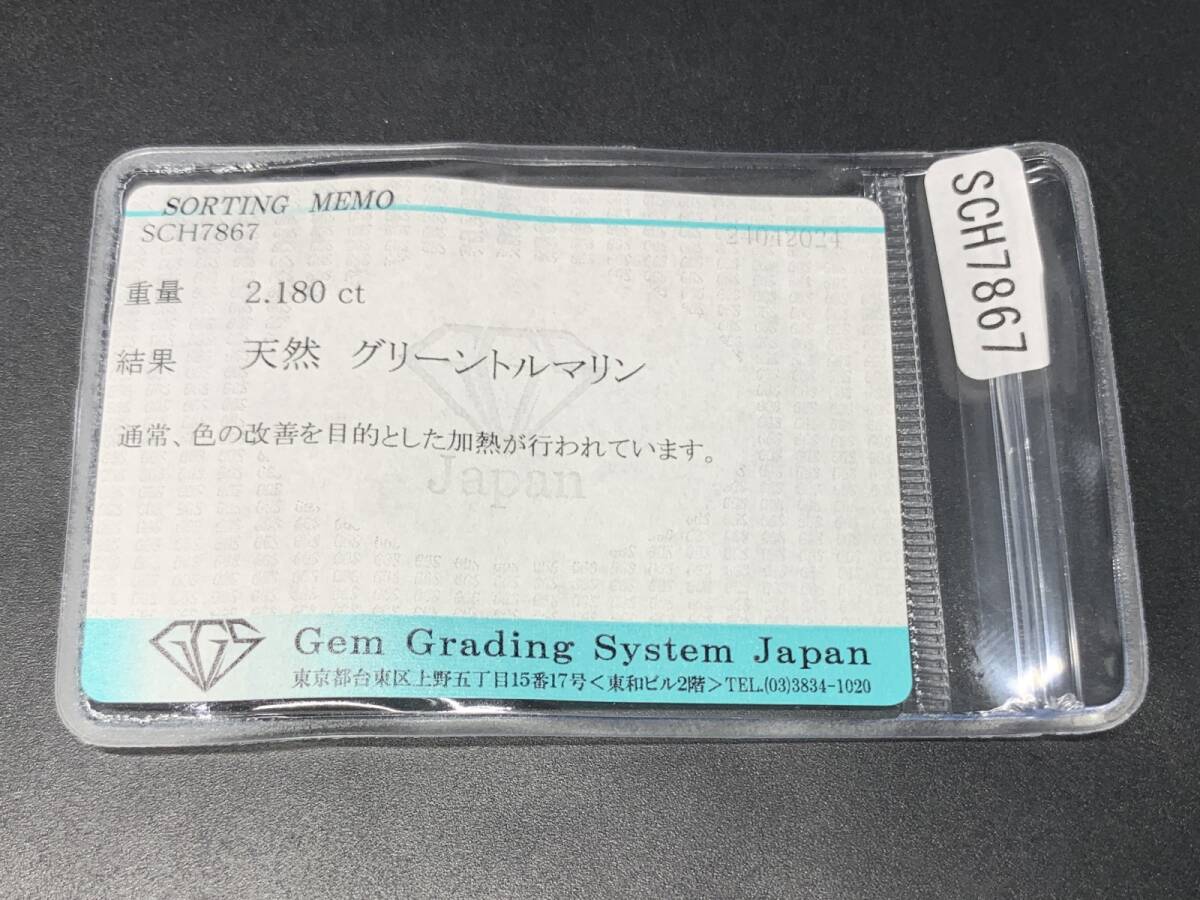 SORTING MEMO
SCH7867
24042024
重量 2.180 ct
結果 天然 グリーントルマリン
通常、色の改善を目的とした加熱が行われています。
Japan
GGS
Gem Grading System Japan
東京都台東区上野五丁目15番17号＜東和ビル2階＞TEL.(03)3834-1020
SCH7867